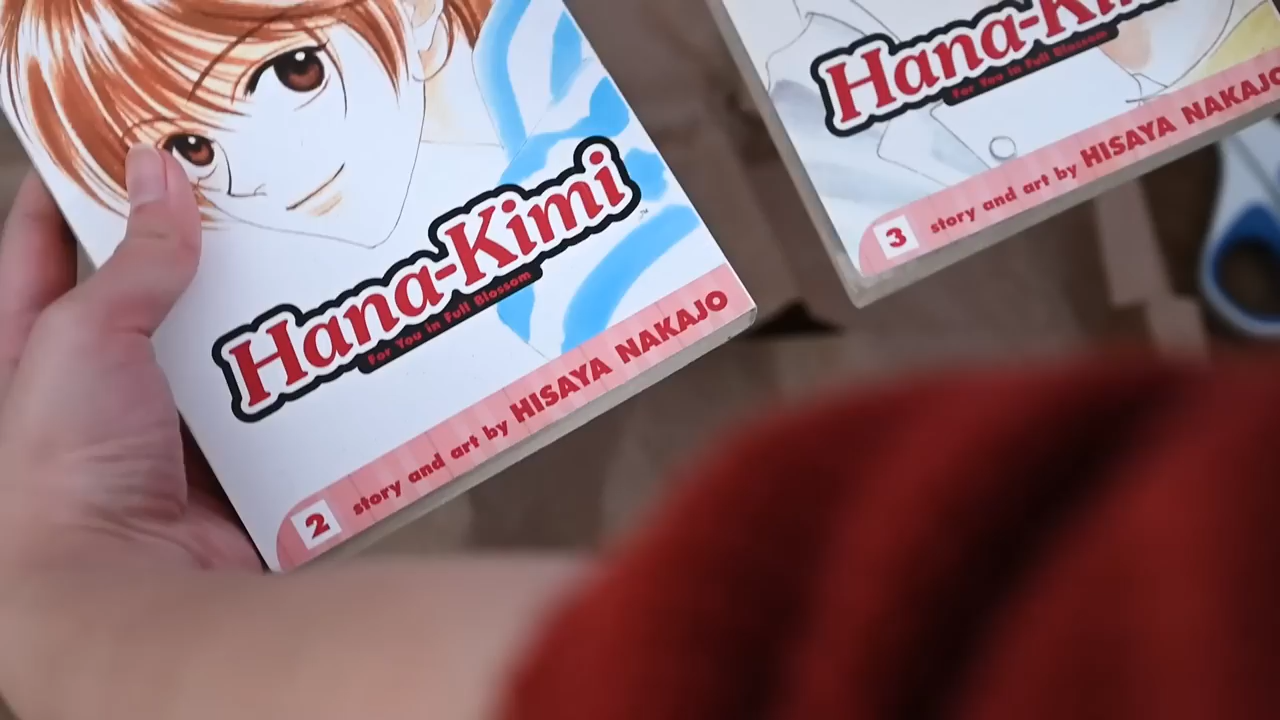 Hana-Kimi
For You in Full Blossom
™
2 story and art by HISAYA NAKAJO
Hana-Kimi
For You in Full Blossom
3 story and art by HISAYA NAKAJO